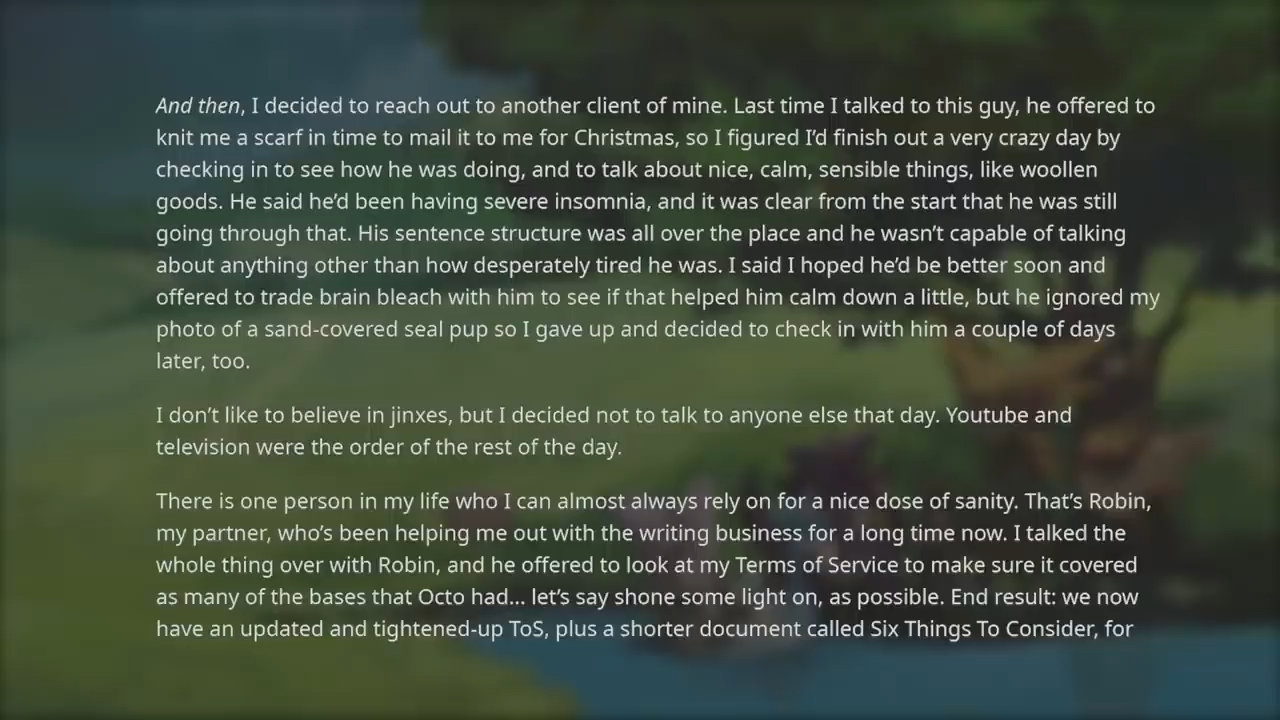 And then, I decided to reach out to another client of mine. Last time I talked to this guy, he offered to
knit me a scarf in time to mail it to me for Christmas, so I figured I’d finish out a very crazy day by
checking in to see how he was doing, and to talk about nice, calm, sensible things, like woollen
goods. He said he’d been having severe insomnia, and it was clear from the start that he was still
going through that. His sentence structure was all over the place and he wasn’t capable of talking
about anything other than how desperately tired he was. I said I hoped he’d be better soon and
offered to trade brain bleach with him to see if that helped him calm down a little, but he ignored my
photo of a sand-covered seal pup so I gave up and decided to check in with him a couple of days
later, too.
I don’t like to believe in jinxes, but I decided not to talk to anyone else that day. Youtube and
television were the order of the rest of the day.
There is one person in my life who I can almost always rely on for a nice dose of sanity. That’s Robin,
my partner, who’s been helping me out with the writing business for a long time now. I talked the
whole thing over with Robin, and he offered to look at my Terms of Service to make sure it covered
as many of the bases that Octo had... let’s say shone some light on, as possible. End result: we now
have an updated and tightened-up ToS, plus a shorter document called Six Things To Consider, for